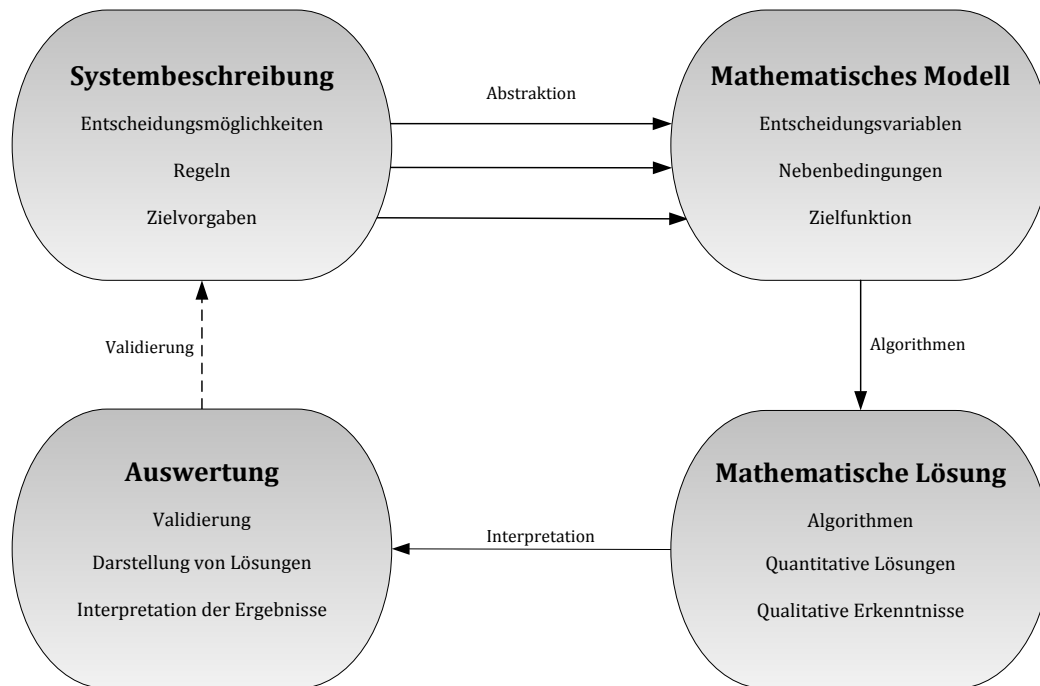 Systembeschreibung
Entscheidungsmöglichkeiten
Regeln
Zielvorgaben
Abstraktion
Mathematisches Modell
Entscheidungsvariablen
Nebenbedingungen
Zielfunktion
Validierung
Algorithmen
Auswertung
Validierung
Darstellung von Lösungen
Interpretation der Ergebnisse
Interpretation
Mathematische Lösung
Algorithmen
Quantitative Lösungen
Qualitative Erkenntnisse